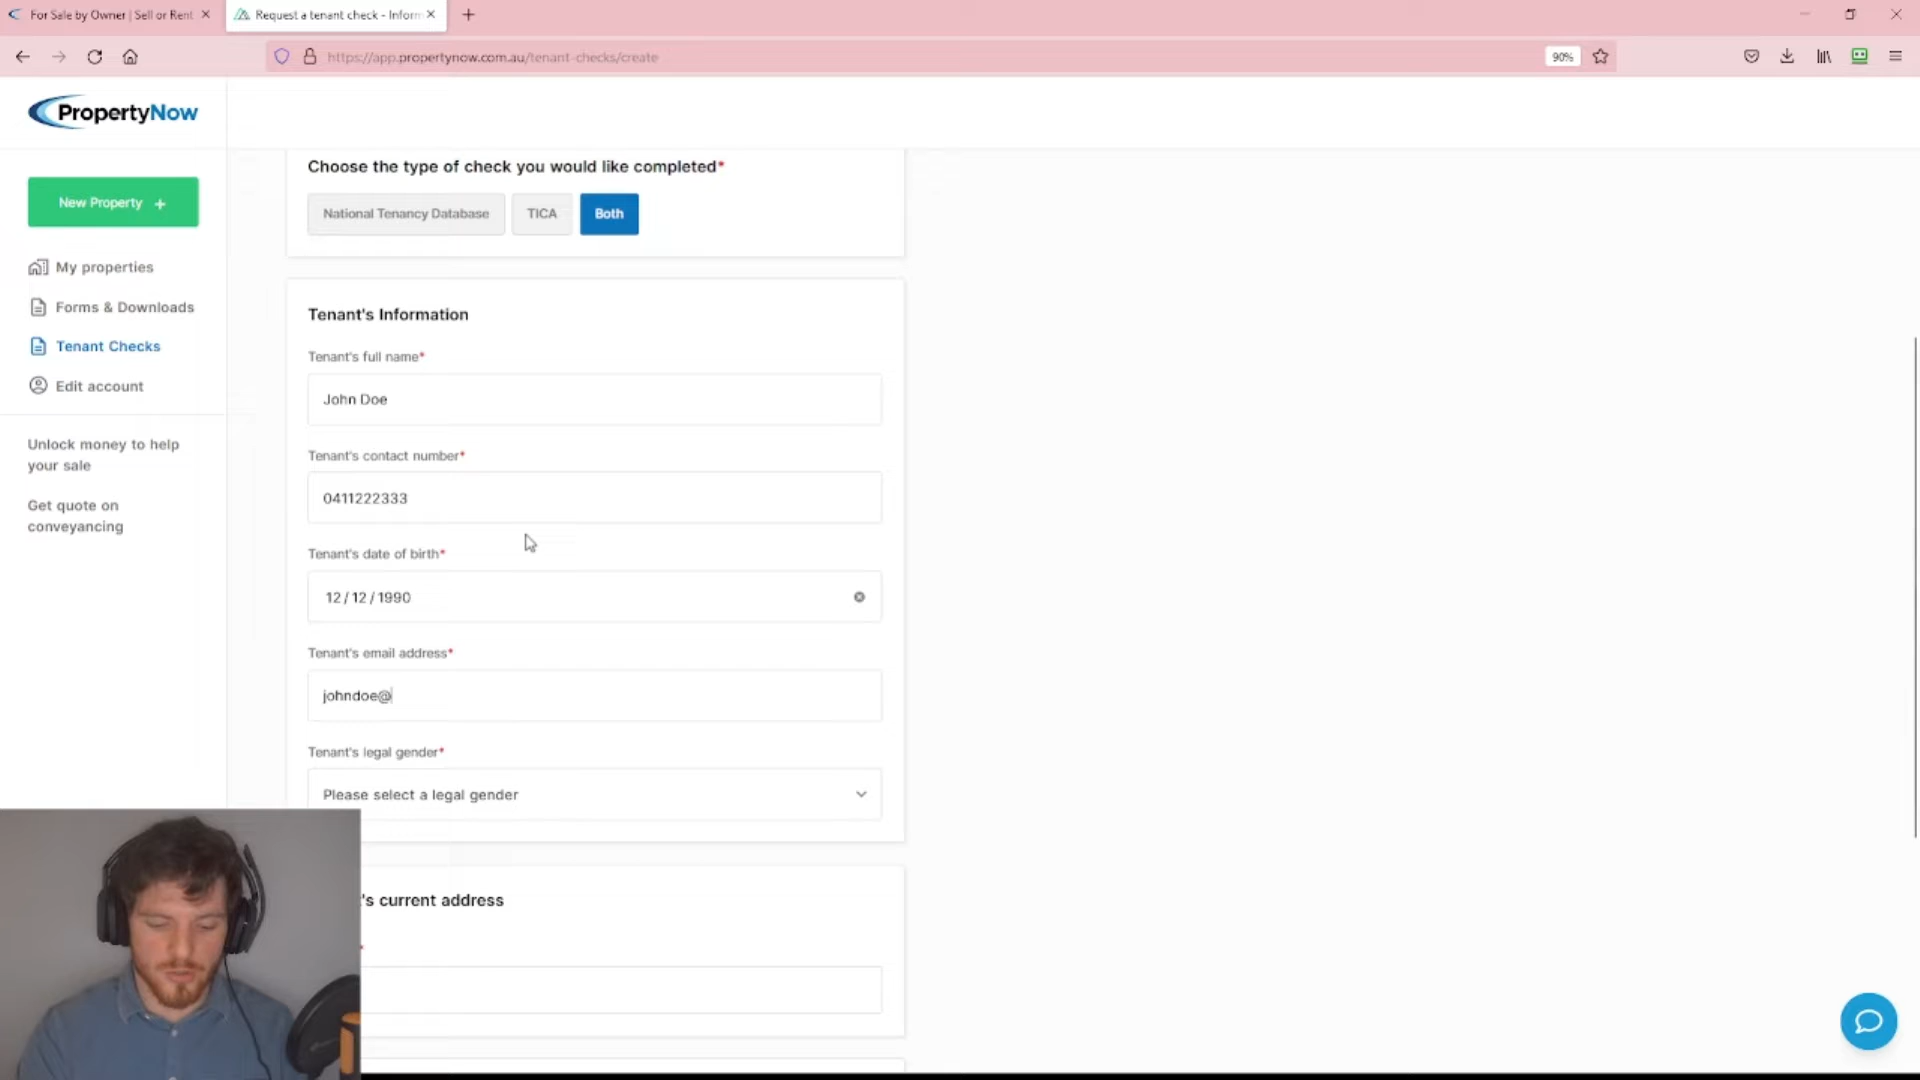 For Sale by Owner | Sell or Rent
Request a tenant check - Inform
https://app.propertynow.com.au/tenant-checks/create
90%
PropertyNow
New Property +
My properties
Forms & Downloads
Tenant Checks
Edit account
Unlock money to help
your sale
Get quote on
conveyancing
Choose the type of check you would like completed*
National Tenancy Database
TICA
Both
Tenant's Information
Tenant's full name*
John Doe
Tenant's contact number*
0411222333
Tenant's date of birth*
12 / 12 / 1990
Tenant's email address*
johndoe@
Tenant's legal gender*
Please select a legal gender
's current address
*